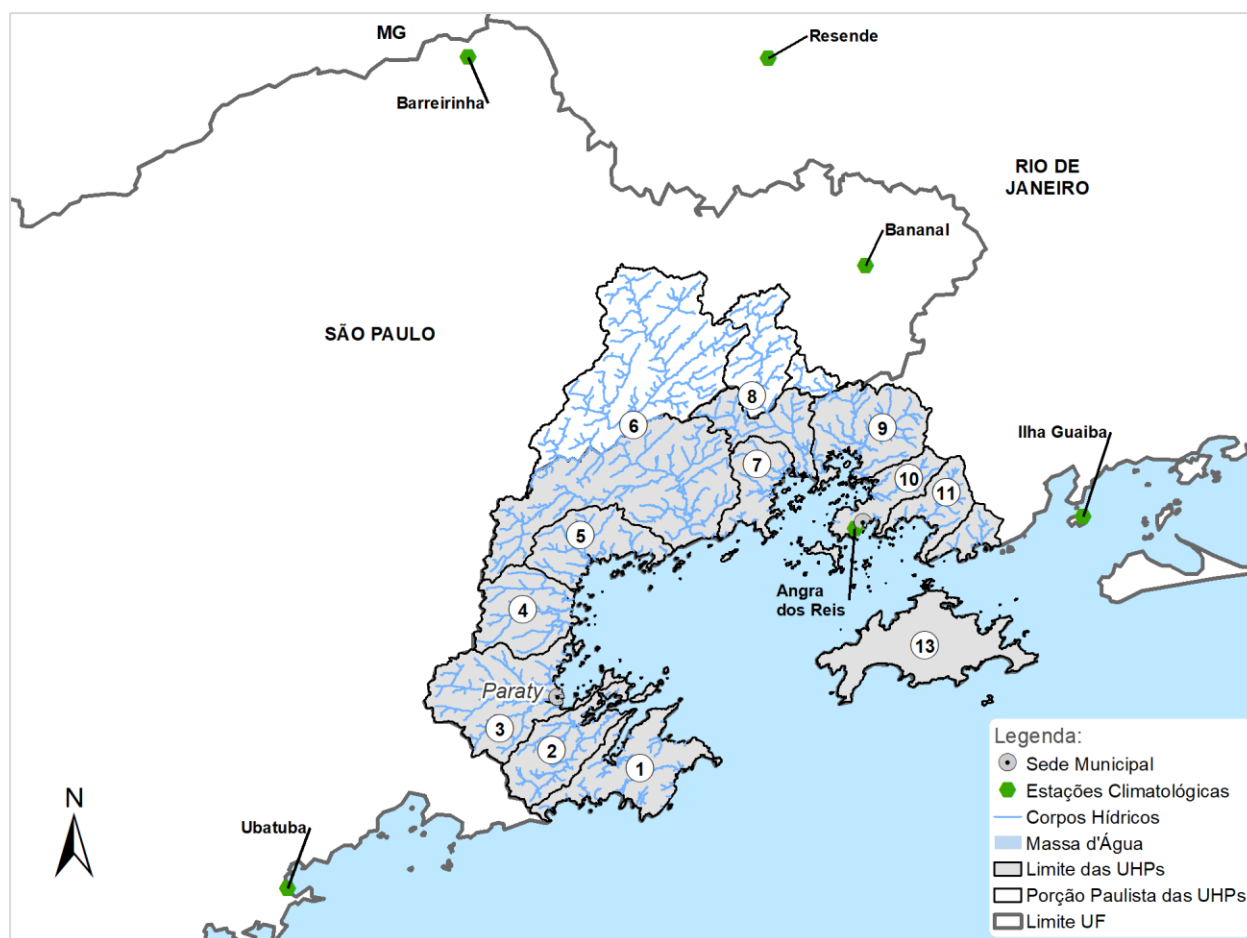 MG
Resende
Barreirinha
RIO DE
JANEIRO
Bananal
SÃO PAULO
8
6
9
Ilha Guaiba
7
10
11
5
Angra
dos Reis
4
13
Paraty
3
2
1
Legenda:
Sede Municipal
Estações Climatológicas
Corpos Hídricos
Massa d'Água
Limite das UHPs
Porção Paulista das UHPs
Limite UF
N
Ubatuba